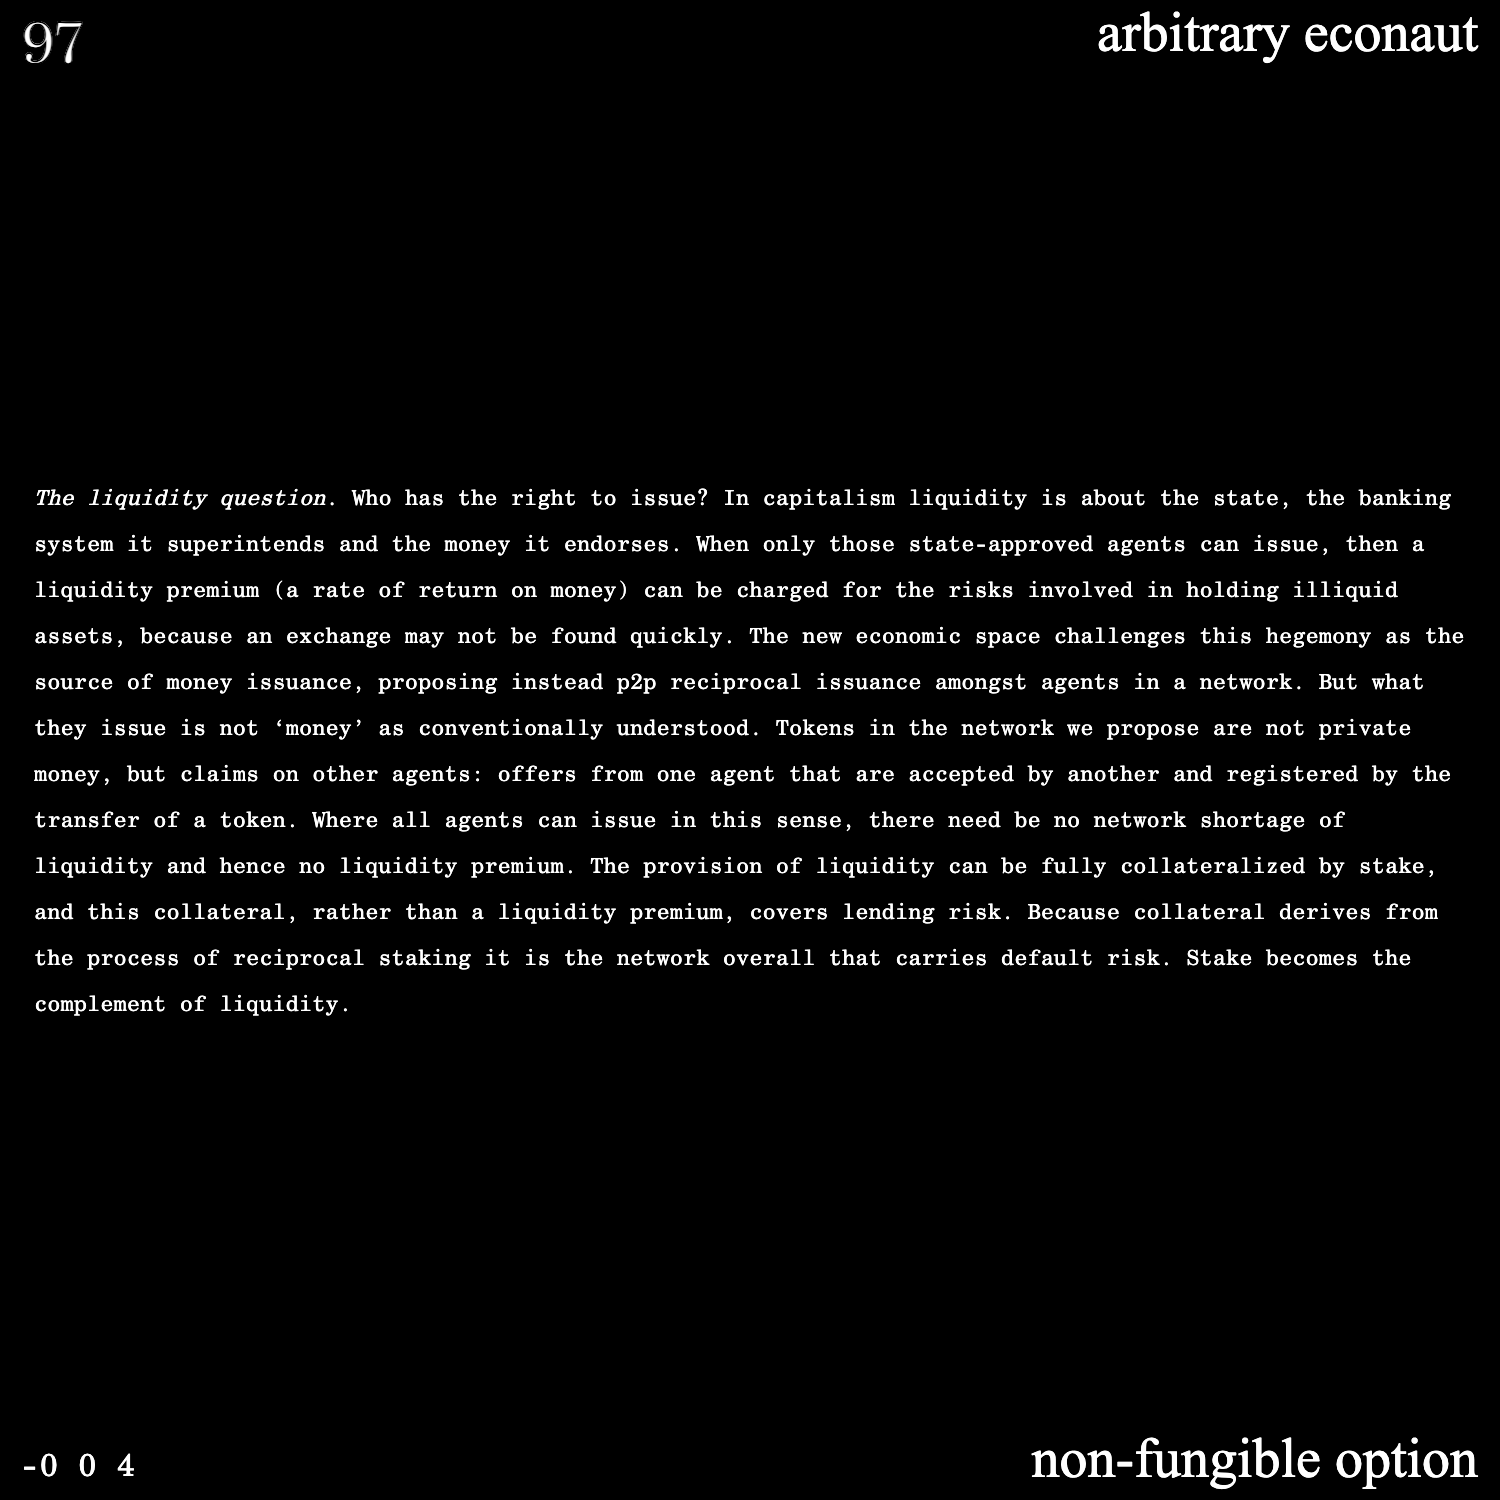 97
arbitrary econaut
The liquidity question. Who has the right to issue? In capitalism liquidity is about the state, the banking
system it superintends and the money it endorses. When only those state-approved agents can issue, then a
liquidity premium (a rate of return on money) can be charged for the risks involved in holding illiquid
assets, because an exchange may not be found quickly. The new economic space challenges this hegemony as the
source of money issuance, proposing instead p2p reciprocal issuance amongst agents in a network. But what
they issue is not ‘money’ as conventionally understood. Tokens in the network we propose are not private
money, but claims on other agents: offers from one agent that are accepted by another and registered by the
transfer of a token. Where all agents can issue in this sense, there need be no network shortage of
liquidity and hence no liquidity premium. The provision of liquidity can be fully collateralized by stake,
and this collateral, rather than a liquidity premium, covers lending risk. Because collateral derives from
the process of reciprocal staking it is the network overall that carries default risk. Stake becomes the
complement of liquidity.
-0 0 4
non-fungible option